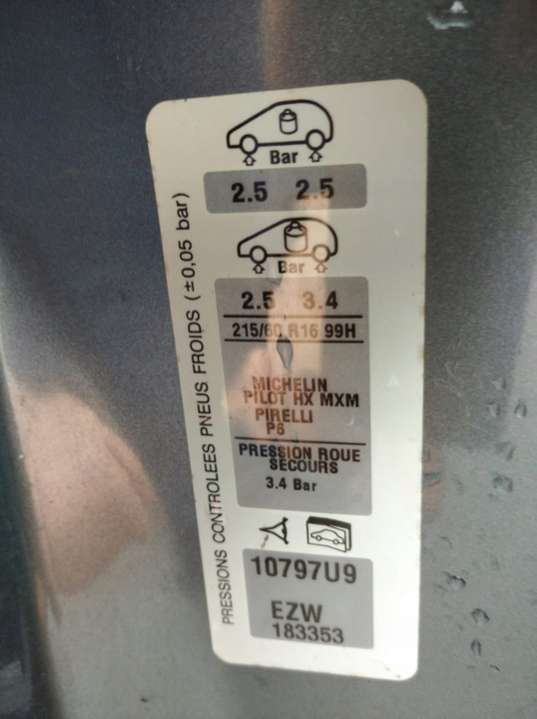 Bar
2.5 2.5
Bar
2.5 3.4
215/60 R16 99H
MICHELIN
PILOT HX MXM
PIRELLI
P6
PRESSION ROUE
SECOURS
3.4 Bar
10797U9
EZW
183353
PRESSIONS CONTROLEES PNEUS FROIDS (±0,05 bar)